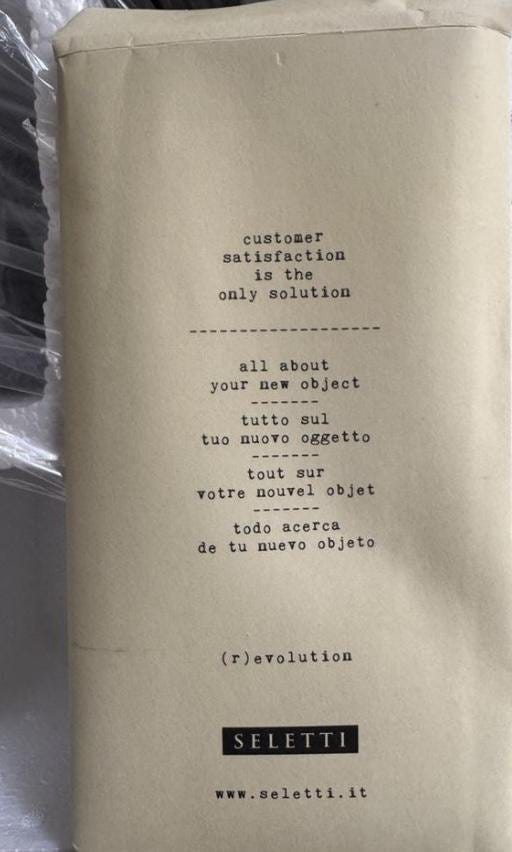 customer
satisfaction
is the
only solution
-------------------
all about
your new object
-------
tutto sul
tuo nuovo oggetto
-------
tout sur
votre nouvel objet
-------
todo acerca
de tu nuevo objeto
(r)evolution
SELETTI
www.seletti.it